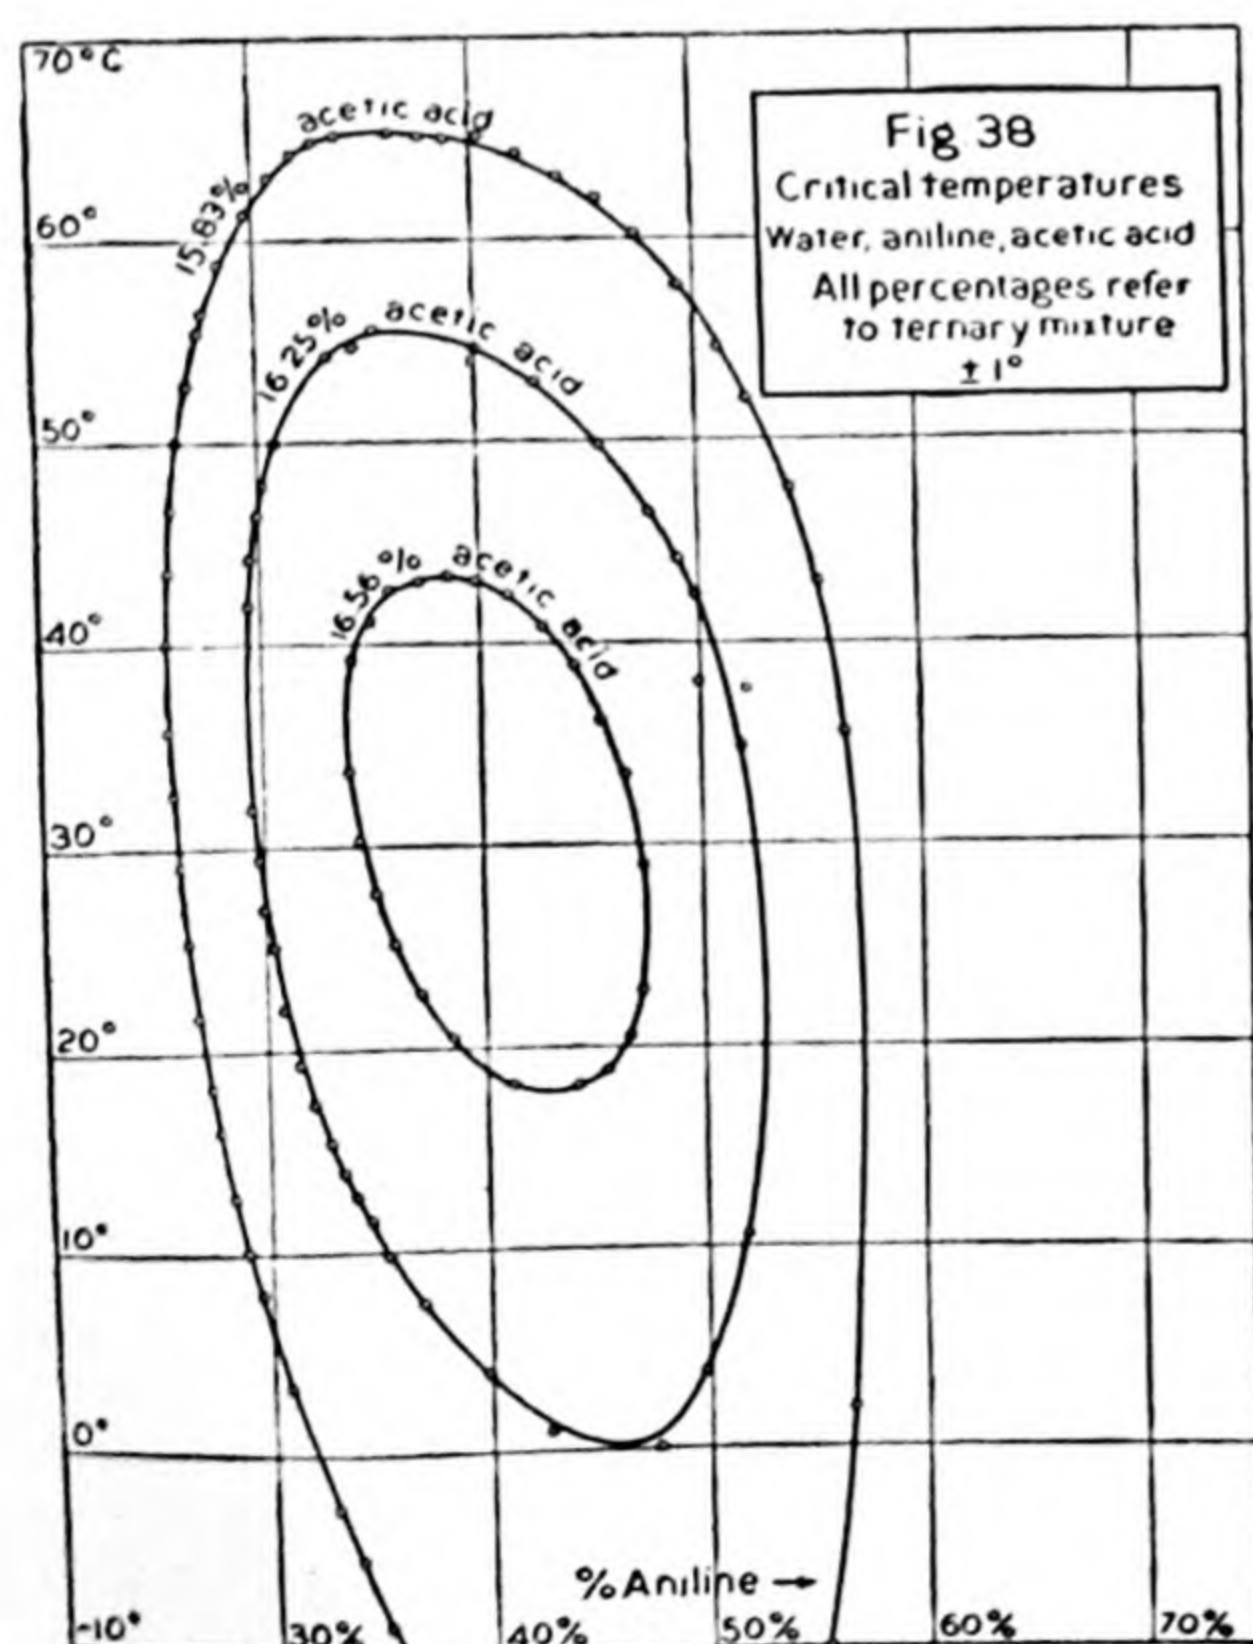 70°C
acetic acid
Fig 38
Critical temperatures
Water, aniline, acetic acid
All percentages refer
to ternary mixture
± 1°
15.83%
60°
16 25% acetic acid
50°
16.56 % acetic acid
40°
30°
20°
10°
0°
% Aniline →
-10° 30% 40% 50% 60% 70%